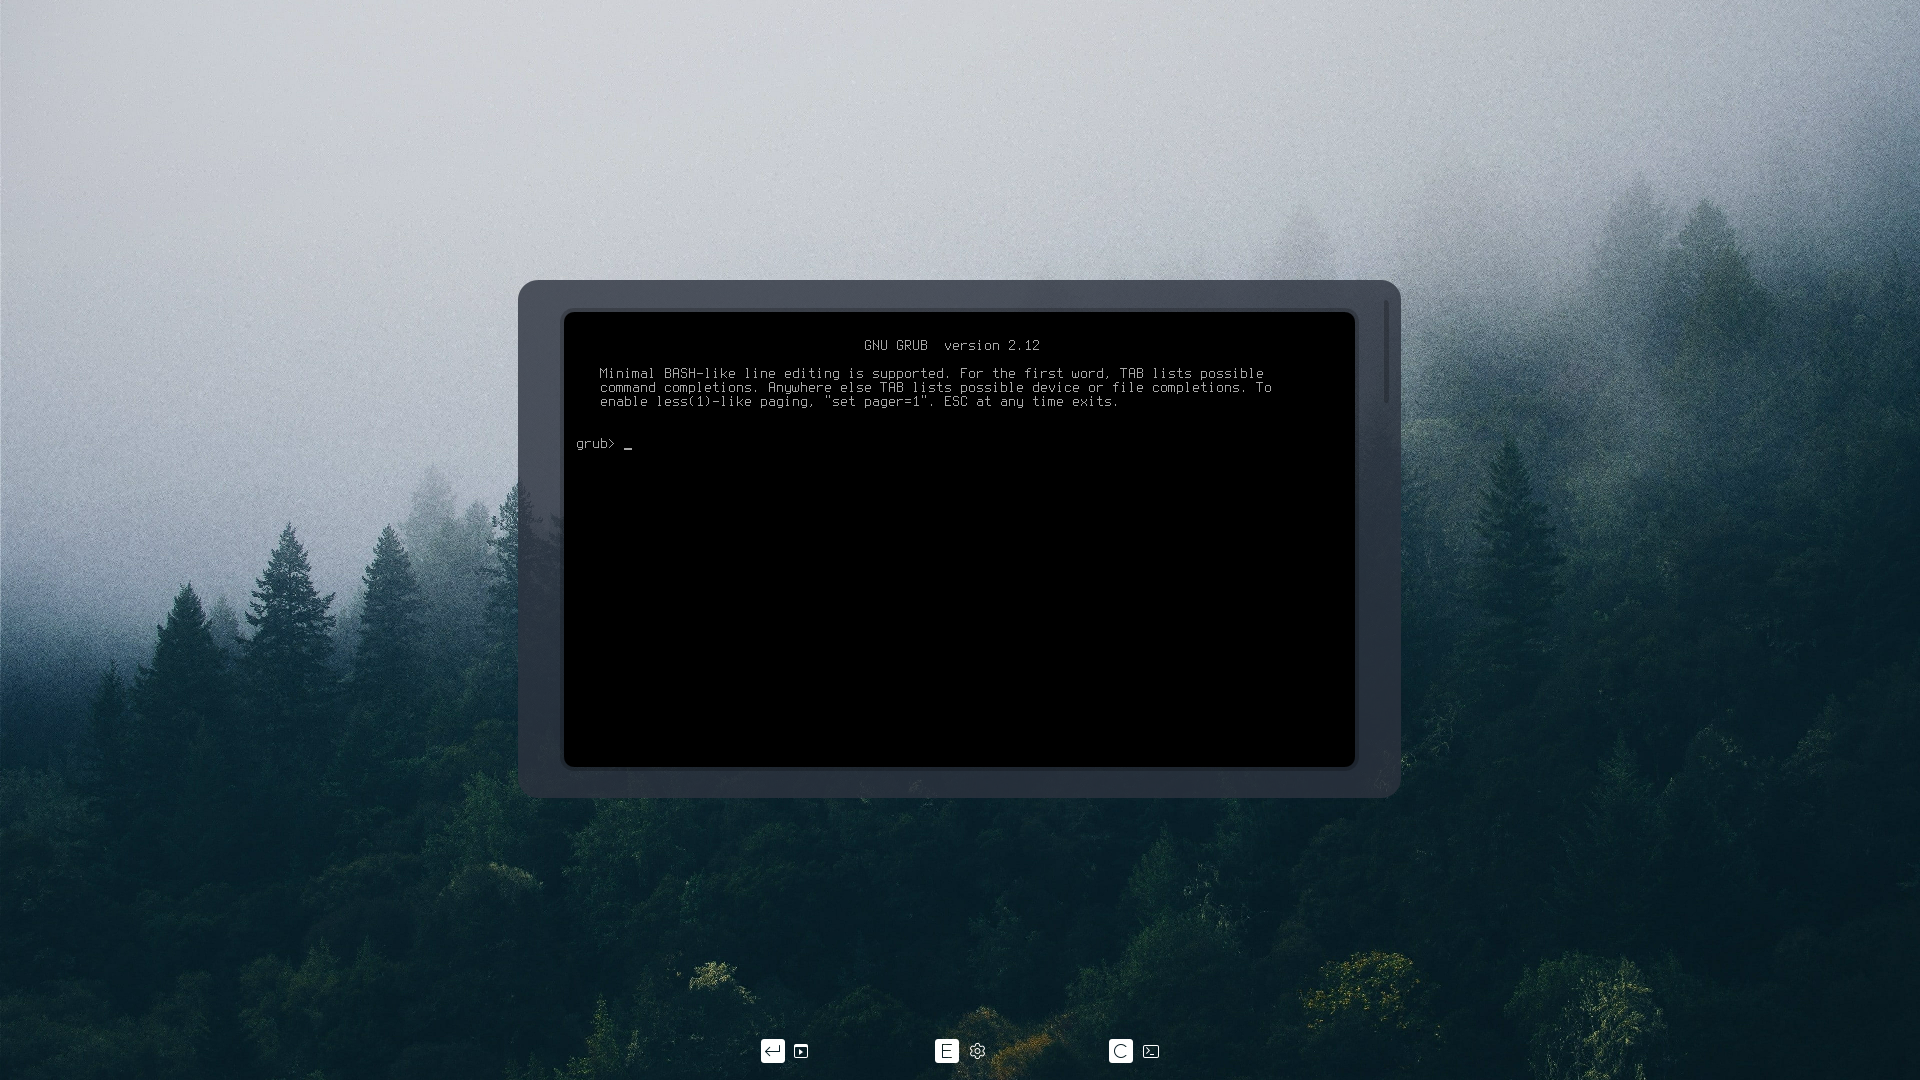 GNU GRUB  version 2.12
Minimal BASH-like line editing is supported. For the first word, TAB lists possible
command completions. Anywhere else TAB lists possible device or file completions. To
enable less(1)-like paging, "set pager=1". ESC at any time exits.
grub> _
E
C